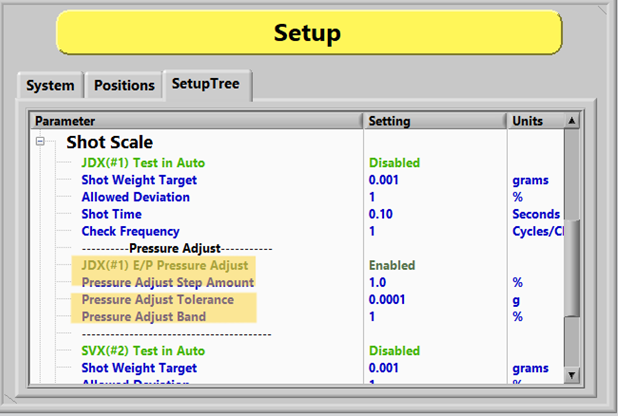 Setup
System Positions SetupTree
Parameter Setting Units
Shot Scale
JDX(#1) Test in Auto Disabled
Shot Weight Target 0.001 grams
Allowed Deviation 1 %
Shot Time 0.10 Seconds
Check Frequency 1 Cycles/Cl
----------Pressure Adjust-----------
JDX(#1) E/P Pressure Adjust Enabled
Pressure Adjust Step Amount 1.0 %
Pressure Adjust Tolerance 0.0001 g
Pressure Adjust Band 1 %
----------------------------------------
SVX(#2) Test in Auto Disabled
Shot Weight Target 0.001 grams
Allowed Deviation 1 %